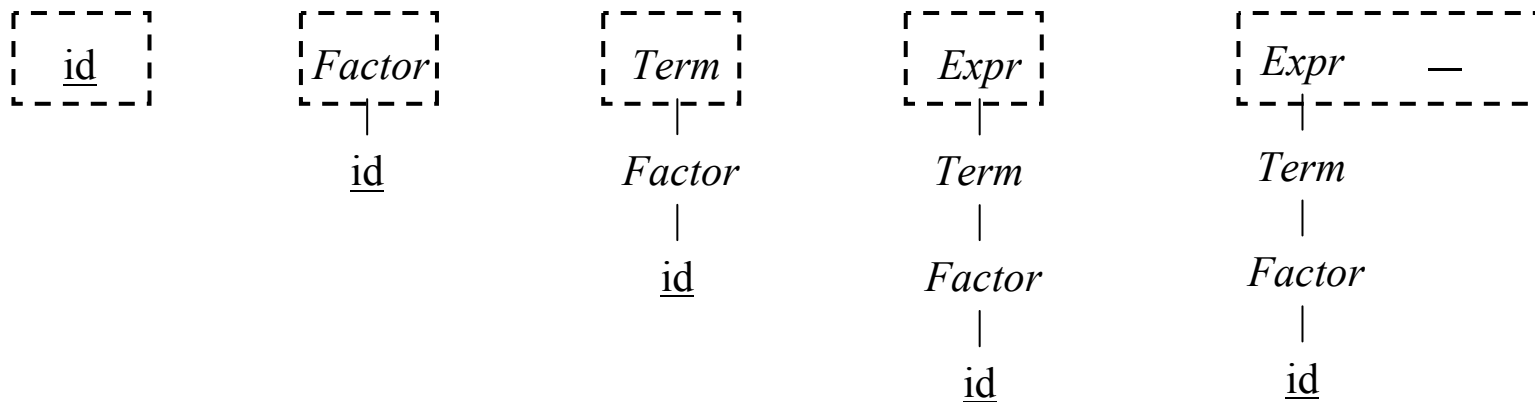 id Factor Term Expr Expr —
id Factor Term Term
id Factor Factor
id id